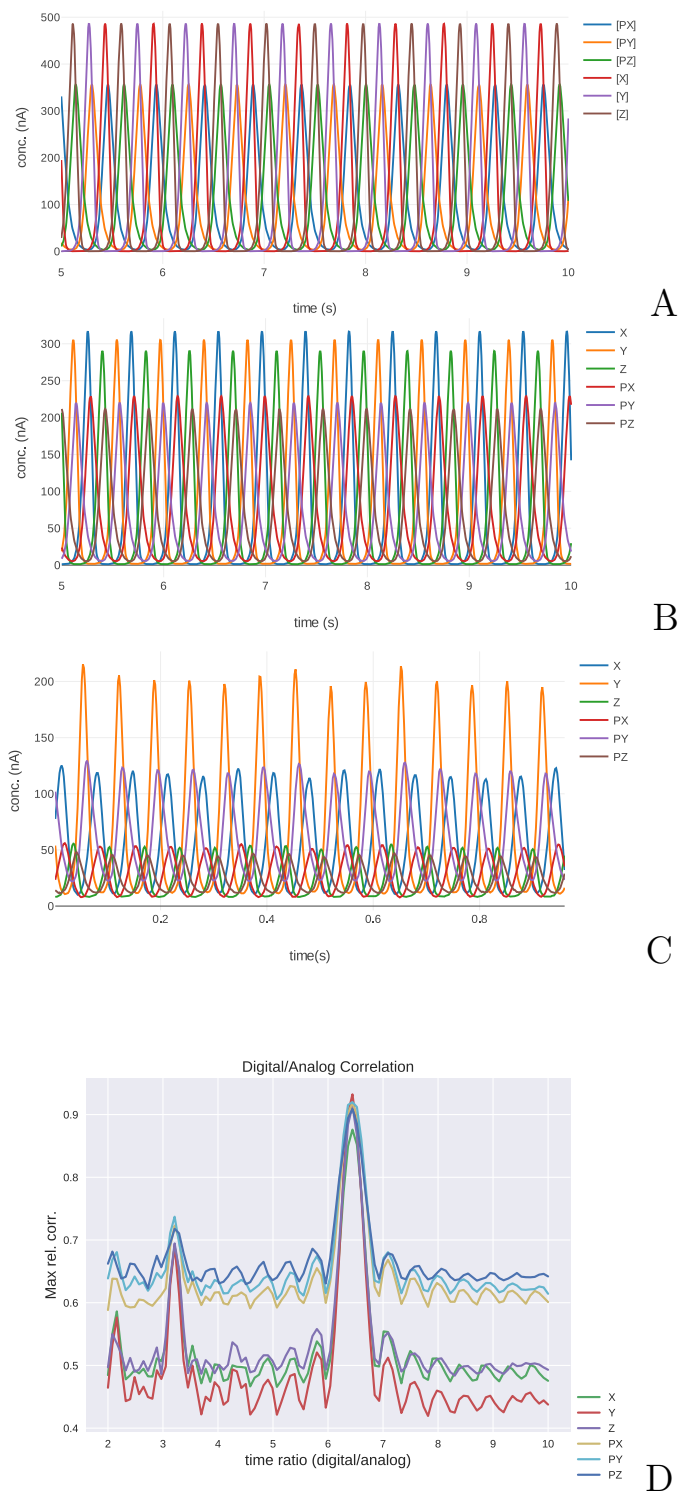 500
400
300
200
100
0
conc. (nA)
5 6 7 8 9 10
time (s)
[PX]
[PY]
[PZ]
[X]
[Y]
[Z]
A
300
250
200
150
100
50
0
conc. (nA)
5 6 7 8 9 10
time (s)
X
Y
Z
PX
PY
PZ
B
200
150
100
50
0
conc. (nA)
0.2 0.4 0.6 0.8
time(s)
X
Y
Z
PX
PY
PZ
C
Digital/Analog Correlation
0.9
0.8
0.7
0.6
0.5
0.4
Max rel. corr.
2 3 4 5 6 7 8 9 10
time ratio (digital/analog)
X
Y
Z
PX
PY
PZ
D